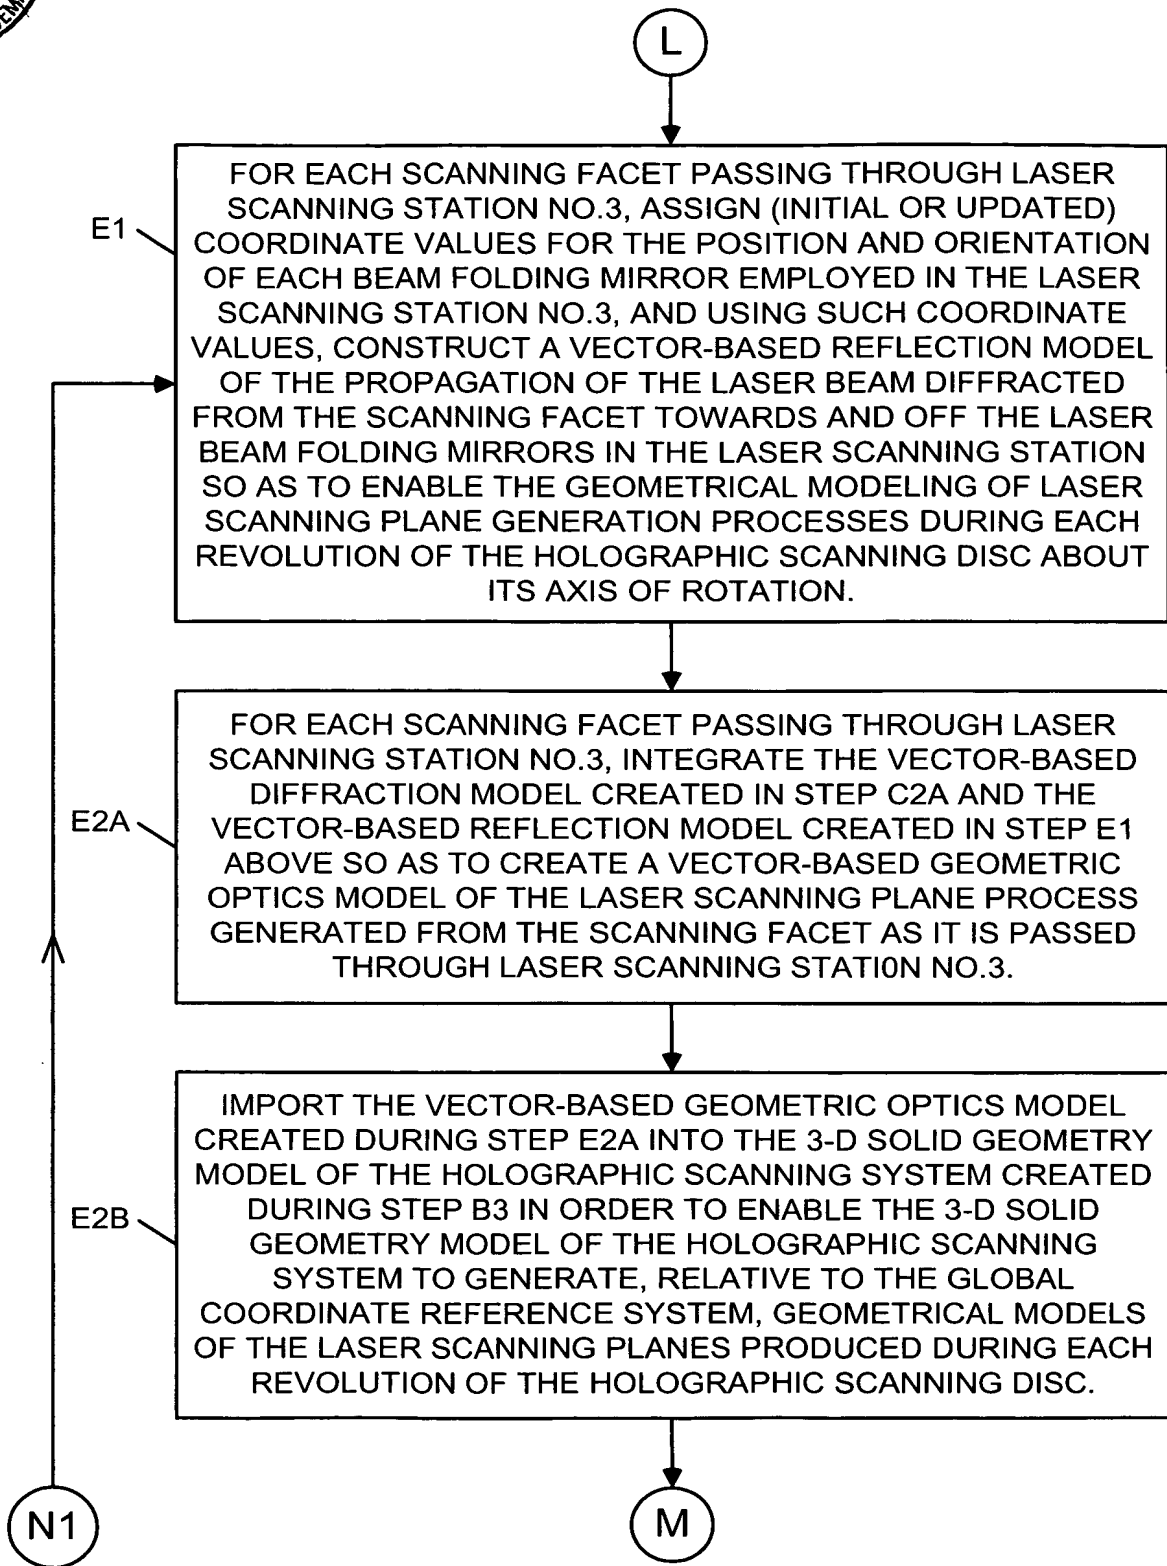 L
E1
FOR EACH SCANNING FACET PASSING THROUGH LASER
SCANNING STATION NO.3, ASSIGN (INITIAL OR UPDATED)
COORDINATE VALUES FOR THE POSITION AND ORIENTATION
OF EACH BEAM FOLDING MIRROR EMPLOYED IN THE LASER
SCANNING STATION NO.3, AND USING SUCH COORDINATE
VALUES, CONSTRUCT A VECTOR-BASED REFLECTION MODEL
OF THE PROPAGATION OF THE LASER BEAM DIFFRACTED
FROM THE SCANNING FACET TOWARDS AND OFF THE LASER
BEAM FOLDING MIRRORS IN THE LASER SCANNING STATION
SO AS TO ENABLE THE GEOMETRICAL MODELING OF LASER
SCANNING PLANE GENERATION PROCESSES DURING EACH
REVOLUTION OF THE HOLOGRAPHIC SCANNING DISC ABOUT
ITS AXIS OF ROTATION.
E2A
FOR EACH SCANNING FACET PASSING THROUGH LASER
SCANNING STATION NO.3, INTEGRATE THE VECTOR-BASED
DIFFRACTION MODEL CREATED IN STEP C2A AND THE
VECTOR-BASED REFLECTION MODEL CREATED IN STEP E1
ABOVE SO AS TO CREATE A VECTOR-BASED GEOMETRIC
OPTICS MODEL OF THE LASER SCANNING PLANE PROCESS
GENERATED FROM THE SCANNING FACET AS IT IS PASSED
THROUGH LASER SCANNING STATI0N NO.3.
E2B
IMPORT THE VECTOR-BASED GEOMETRIC OPTICS MODEL
CREATED DURING STEP E2A INTO THE 3-D SOLID GEOMETRY
MODEL OF THE HOLOGRAPHIC SCANNING SYSTEM CREATED
DURING STEP B3 IN ORDER TO ENABLE THE 3-D SOLID
GEOMETRY MODEL OF THE HOLOGRAPHIC SCANNING
SYSTEM TO GENERATE, RELATIVE TO THE GLOBAL
COORDINATE REFERENCE SYSTEM, GEOMETRICAL MODELS
OF THE LASER SCANNING PLANES PRODUCED DURING EACH
REVOLUTION OF THE HOLOGRAPHIC SCANNING DISC.
N1
M